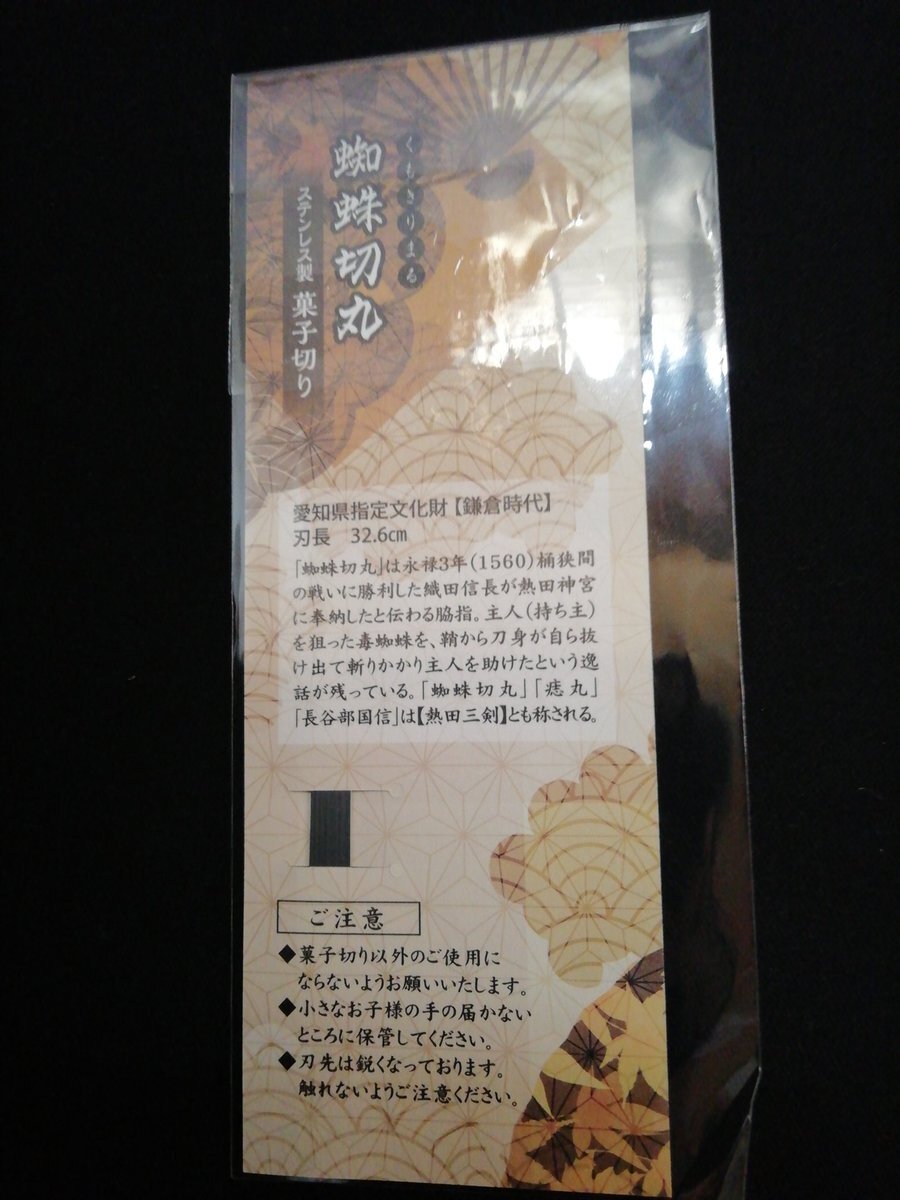 くもきりまる
蜘蛛切丸
ステンレス製 菓子切り
愛知県指定文化財【鎌倉時代】
刃長 32.6cm
「蜘蛛切丸」は永禄3年(1560)桶狭間
の戦いに勝利した織田信長が熱田神宮
に奉納したと伝わる脇指。主人(持ち主)
を狙った毒蜘蛛を、鞘から刀身が自ら抜
け出て斬りかかり主人を助けたという逸
話が残っている。「蜘蛛切丸」「痣丸」
「長谷部国信」は【熱田三剣】とも称される。
ご注意
◆菓子切り以外のご使用に
ならないようお願いいたします。
◆小さなお子様の手の届かない
ところに保管してください。
◆刃先は鋭くなっております。
触れないようご注意ください。